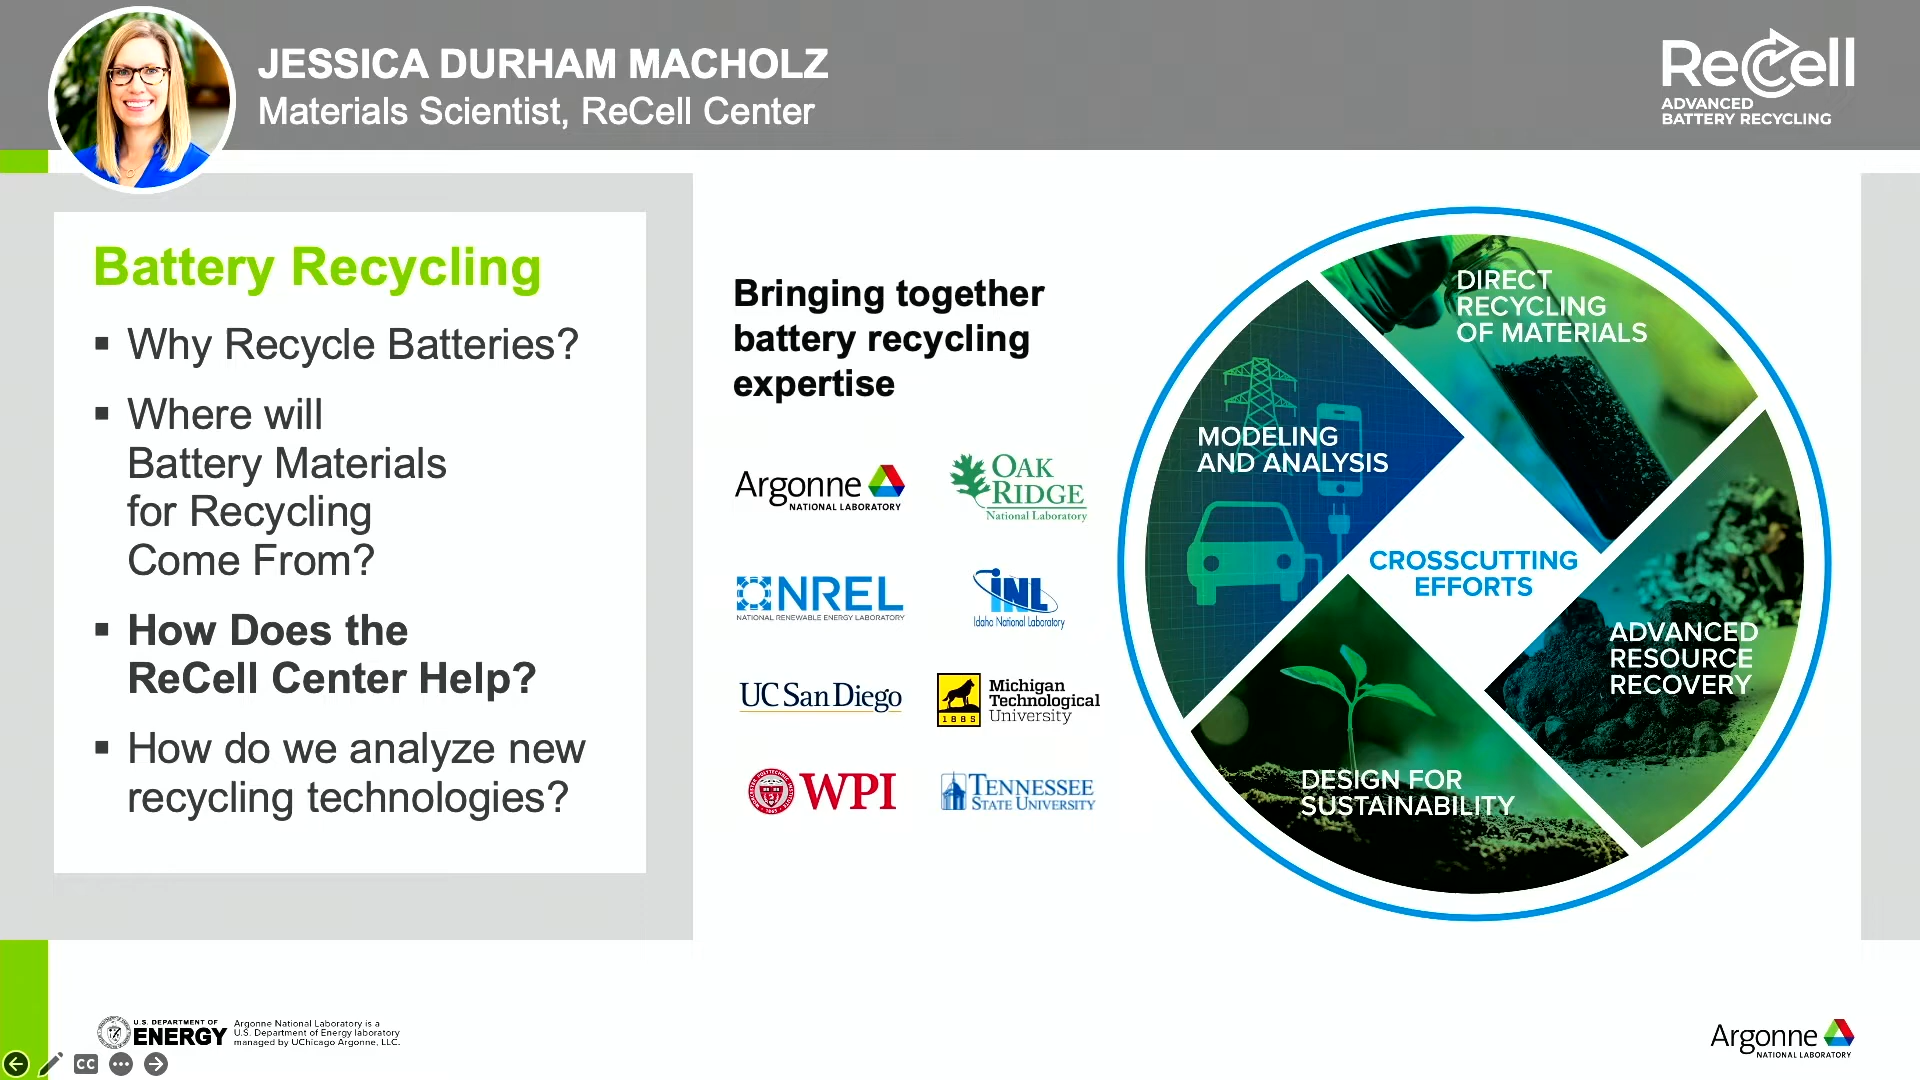 JESSICA DURHAM MACHOLZ
Materials Scientist, ReCell Center
ReCell
ADVANCED
BATTERY RECYCLING
Battery Recycling
▪ Why Recycle Batteries?
▪ Where will
Battery Materials
for Recycling
Come From?
▪ How Does the
ReCell Center Help?
▪ How do we analyze new
recycling technologies?
Bringing together
battery recycling
expertise
Argonne
NATIONAL LABORATORY
OAK
RIDGE
National Laboratory
NREL
NATIONAL RENEWABLE ENERGY LABORATORY
INL
Idaho National Laboratory
UC San Diego
1885
Michigan
Technological
University
WPI
TENNESSEE
STATE UNIVERSITY
DIRECT
RECYCLING
OF MATERIALS
MODELING
AND ANALYSIS
CROSSCUTTING
EFFORTS
ADVANCED
RESOURCE
RECOVERY
DESIGN FOR
SUSTAINABILITY
U.S. DEPARTMENT OF
ENERGY
Argonne National Laboratory is a
U.S. Department of Energy laboratory
managed by UChicago Argonne, LLC.
Argonne
NATIONAL LABORATORY
CC